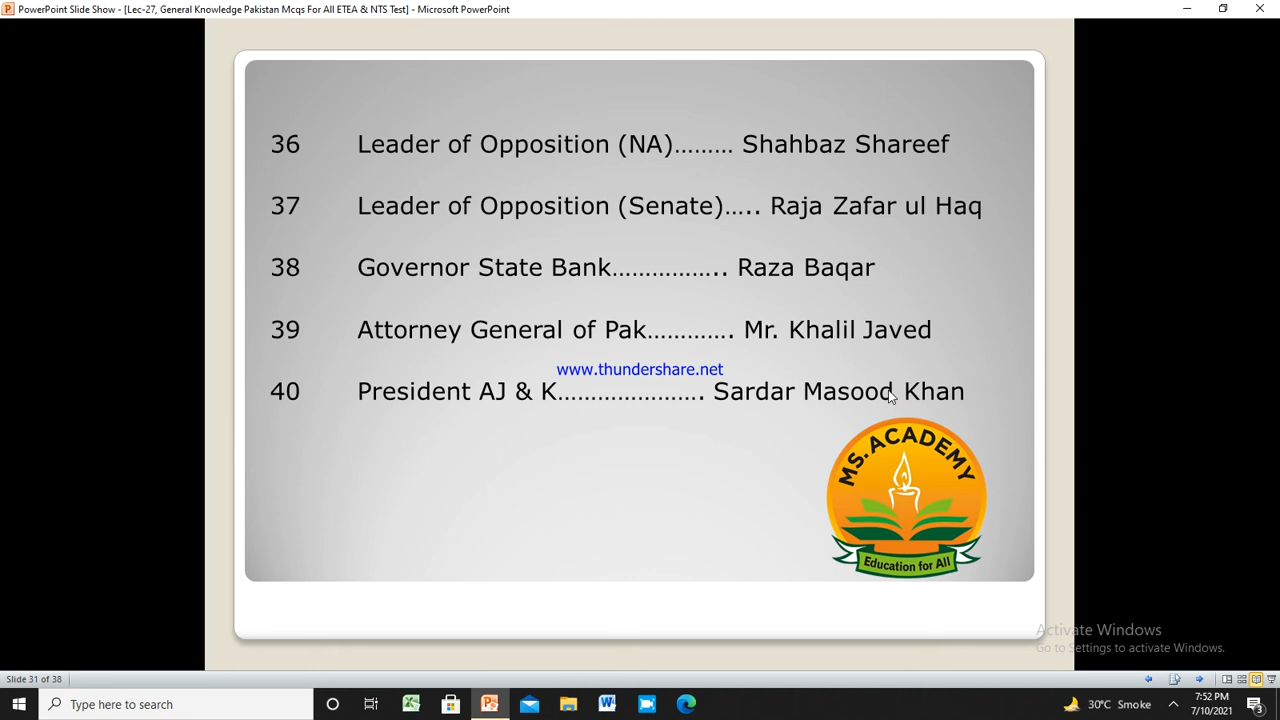 PowerPoint Slide Show - [Lec-27, General Knowledge Pakistan Mcqs For All ETEA & NTS Test] - Microsoft PowerPoint
36 Leader of Opposition (NA)……… Shahbaz Shareef
37 Leader of Opposition (Senate)….. Raja Zafar ul Haq
38 Governor State Bank…………….. Raza Baqar
39 Attorney General of Pak…………. Mr. Khalil Javed
www.thundershare.net
40 President AJ & K…………………. Sardar Masood Khan
MS.ACADEMY
Education for All
Activate Windows
Go to Settings to activate Windows.
Slide 31 of 38
Type here to search
30°C Smoke
7:52 PM
7/10/2021
3